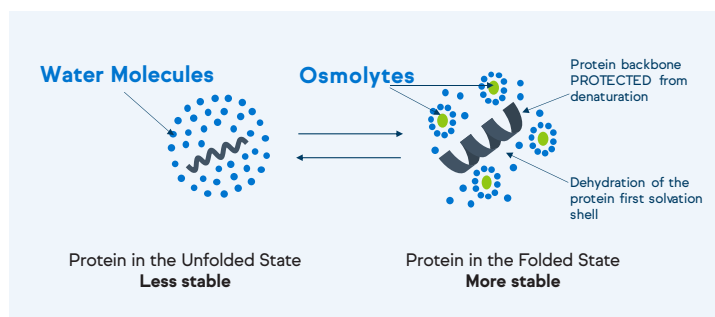 Water Molecules
Osmolytes
Protein backbone
PROTECTED from
denaturation
Dehydration of the
protein first solvation
shell
Protein in the Unfolded State
Less stable
Protein in the Folded State
More stable